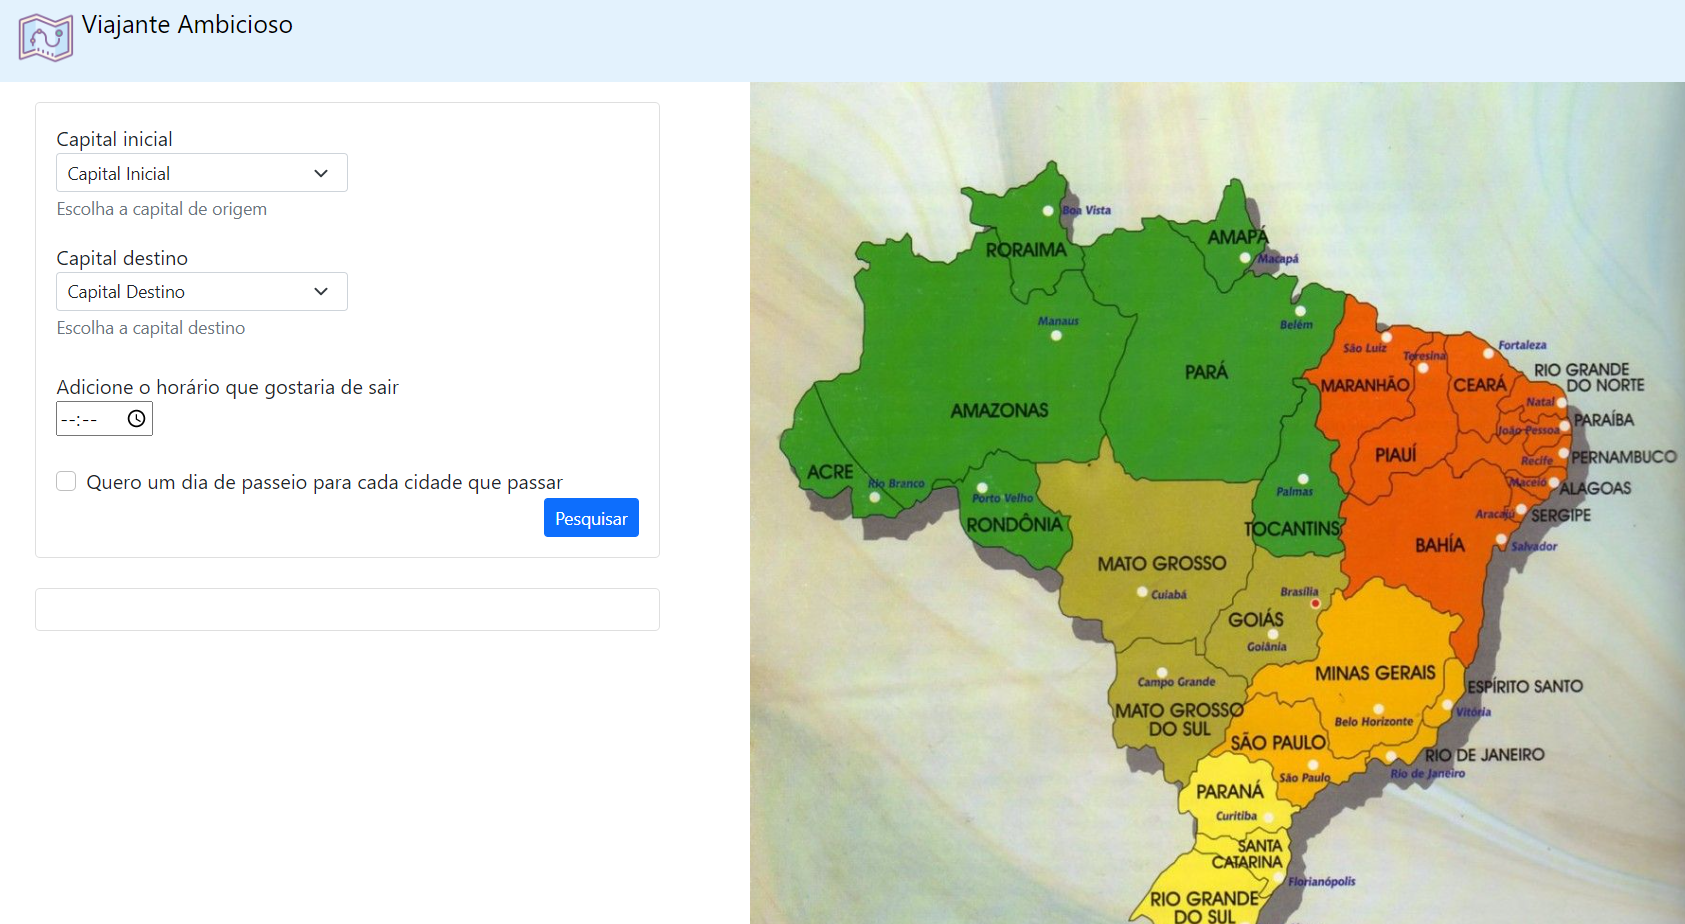 Viajante Ambicioso
Capital inicial
Capital Inicial
Escolha a capital de origem
Capital destino
Capital Destino
Escolha a capital destino
Adicione o horário que gostaria de sair
--:--
Quero um dia de passeio para cada cidade que passar
Pesquisar
Boa Vista
RORAIMA
AMAPÁ
Macapá
Manaus
Belém
PARÁ
AMAZONAS
São Luiz
Teresina
Fortaleza
MARANHÃO
CEARÁ
RIO GRANDE
DO NORTE
Natal
PARAÍBA
João Pessoa
PIAUÍ
Recife
PERNAMBUCO
ACRE
Rio Branco
Porto Velho
RONDÔNIA
Palmas
TOCANTINS
Maceió
ALAGOAS
Aracajú
SERGIPE
BAHÍA
Salvador
MATO GROSSO
Cuiabá
Brasília
GOIÁS
Goiânia
Campo Grande
MATO GROSSO
DO SUL
MINAS GERAIS
Belo Horizonte
ESPÍRITO SANTO
Vitória
SÃO PAULO
São Paulo
RIO DE JANEIRO
Rio de Janeiro
PARANÁ
Curitiba
SANTA
CATARINA
Florianópolis
RIO GRANDE
DO SUL